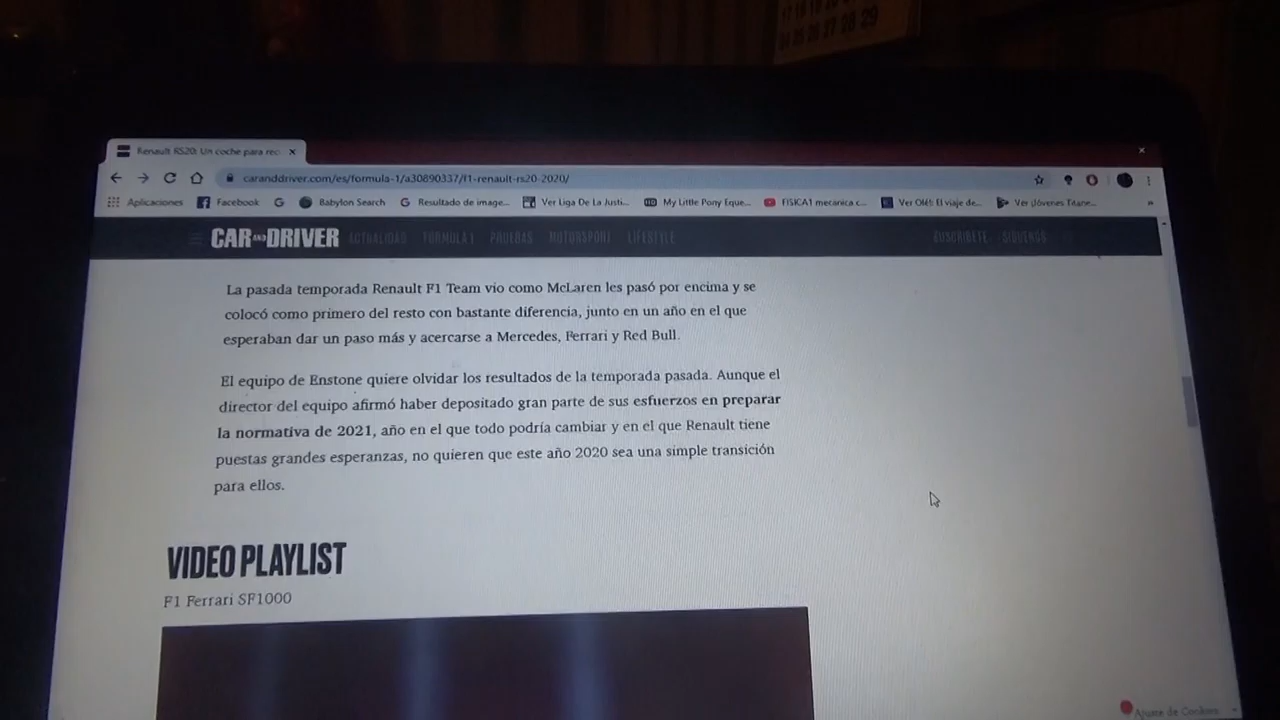 27 28 29
Renault RS20: Un coche para rec
caranddriver.com/es/formula-1/a30890337/f1-renault-rs20-2020/
Aplicaciones Facebook Babylon Search Resultado de image... Ver Liga De La Justi... My Little Pony Eque... FISICA1 mecanica c... Ver Olé! El viaje de... Ver ¡Jóvenes Titane...
CAR AND DRIVER ACTUALIDAD FÓRMULA 1 PRUEBAS MOTORSPORT LIFESTYLE SUSCRÍBETE SÍGUENOS
La pasada temporada Renault F1 Team vio como McLaren les pasó por encima y se
colocó como primero del resto con bastante diferencia, junto en un año en el que
esperaban dar un paso más y acercarse a Mercedes, Ferrari y Red Bull.
El equipo de Enstone quiere olvidar los resultados de la temporada pasada. Aunque el
director del equipo afirmó haber depositado gran parte de sus esfuerzos en preparar
la normativa de 2021, año en el que todo podría cambiar y en el que Renault tiene
puestas grandes esperanzas, no quieren que este año 2020 sea una simple transición
para ellos.
VIDEO PLAYLIST
F1 Ferrari SF1000
Ajuste de Cookies